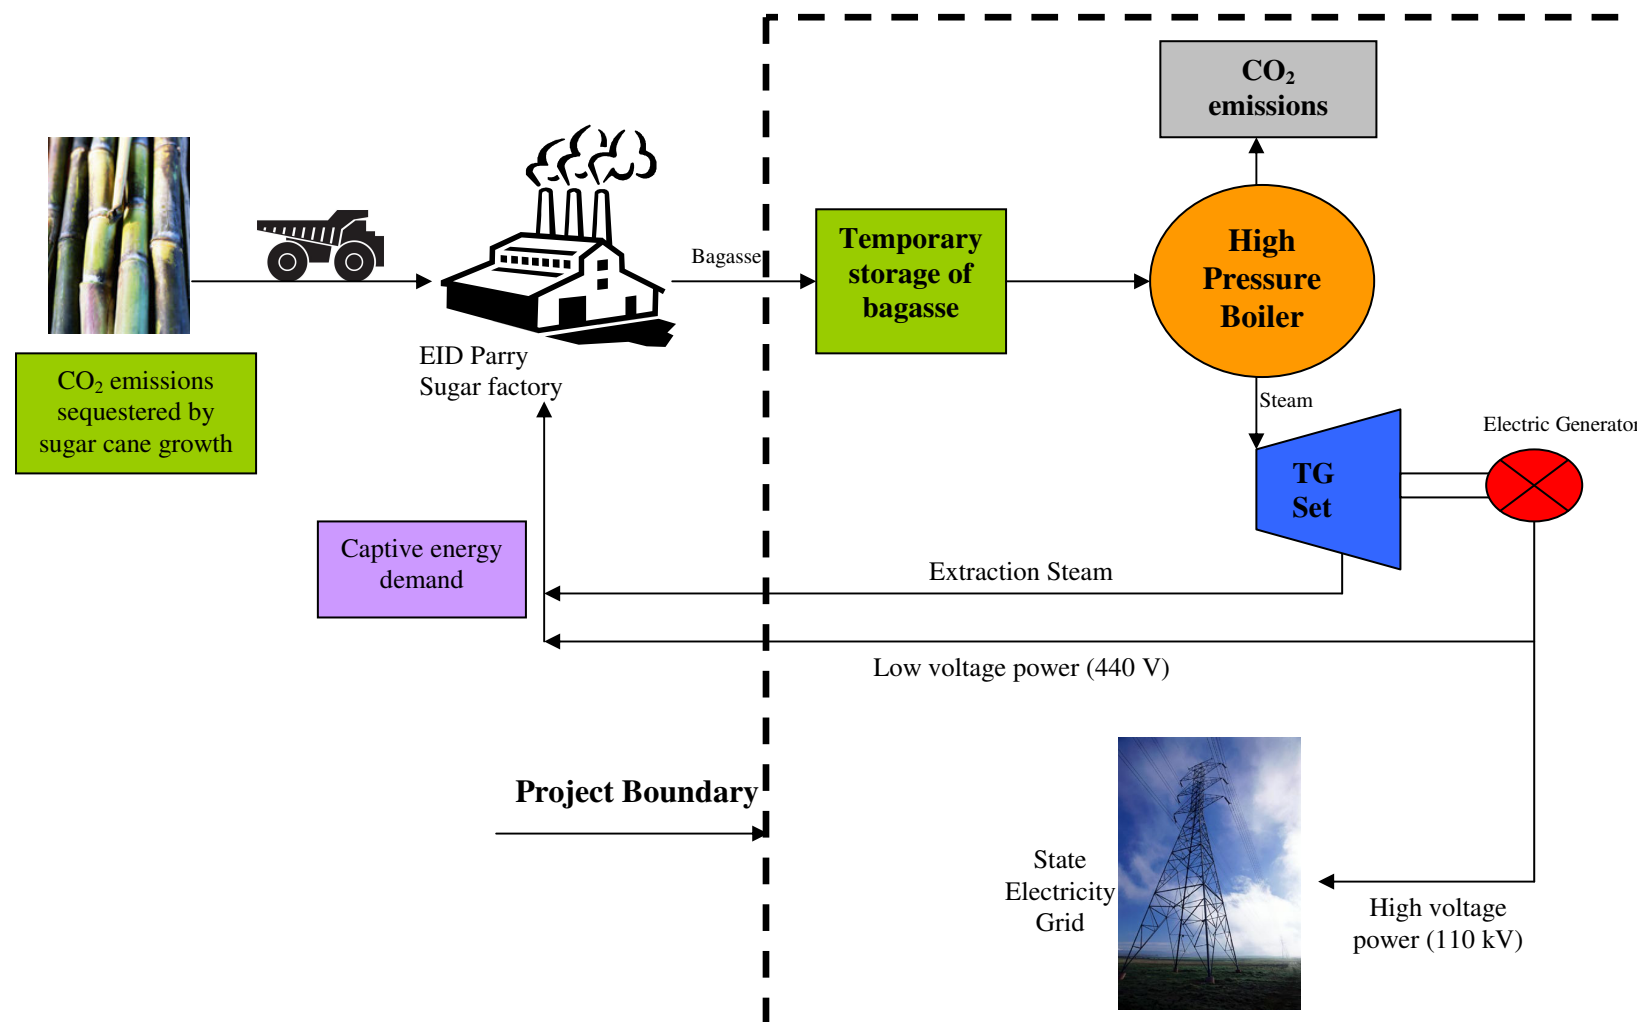 CO₂
emissions
Temporary
storage of
bagasse
High
Pressure
Boiler
Bagasse
EID Parry
Sugar factory
CO₂ emissions
sequestered by
sugar cane growth
Steam
Electric Generator
TG
Set
Captive energy
demand
Extraction Steam
Low voltage power (440 V)
Project Boundary
State
Electricity
Grid
High voltage
power (110 kV)